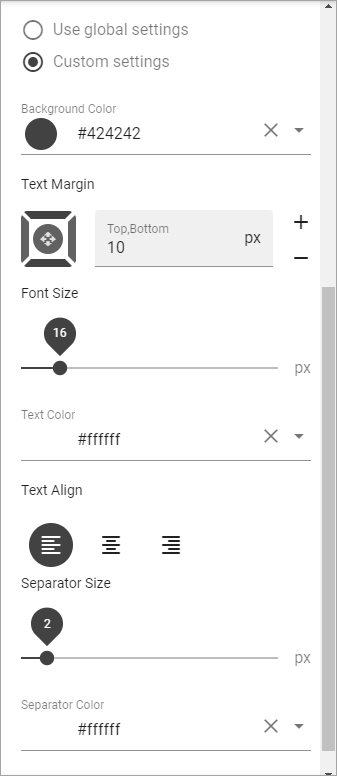 Use global settings
Custom settings
Background Color
#424242
Text Margin
Top,Bottom
10 px
Font Size
16
px
Text Color
#ffffff
Text Align
Separator Size
2
px
Separator Color
#ffffff